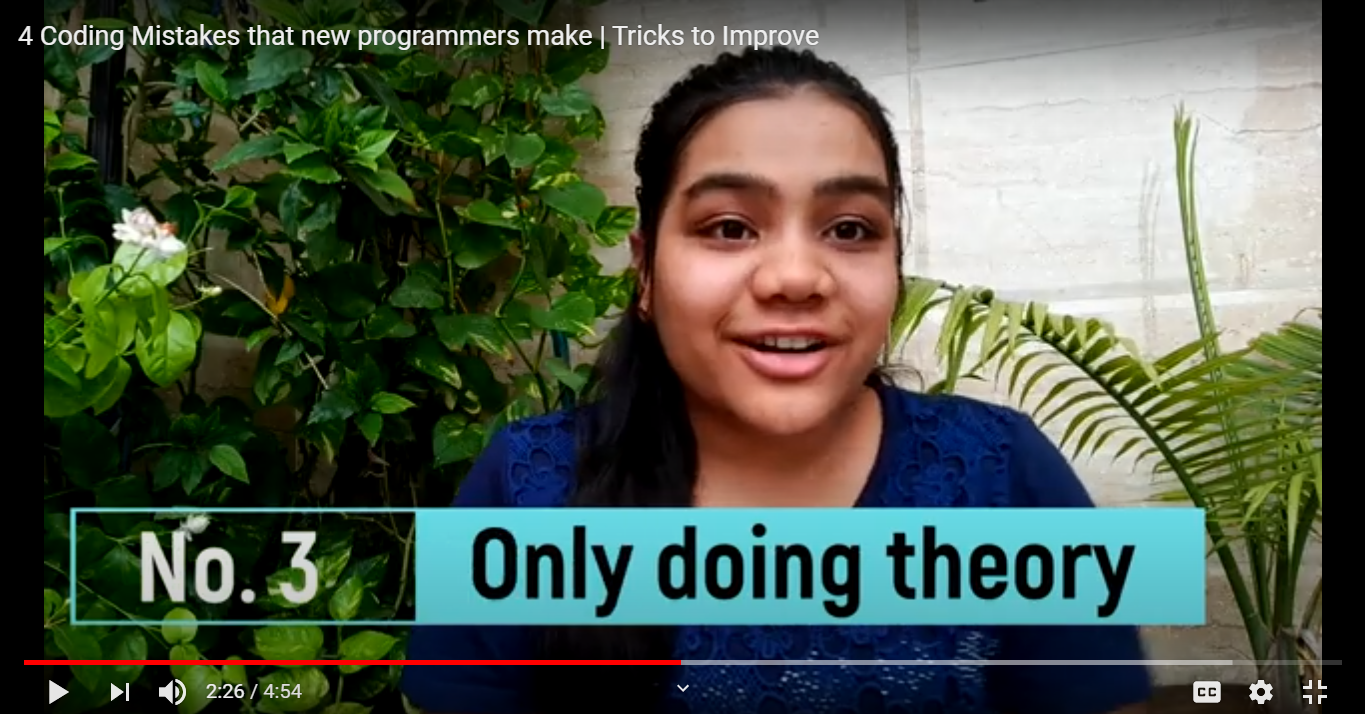 4 Coding Mistakes that new programmers make | Tricks to Improve
No. 3 Only doing theory
2:26 / 4:54
CC